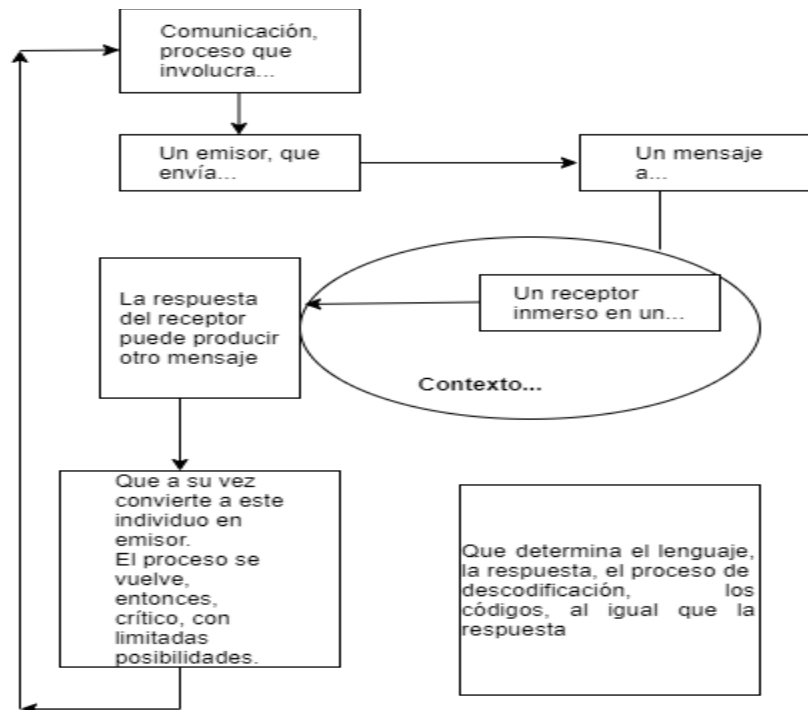 Comunicación,
proceso que
involucra...
Un emisor, que
envía...
Un mensaje
a...
Un receptor
inmerso en un...
Contexto...
La respuesta
del receptor
puede producir
otro mensaje
Que a su vez
convierte a este
individuo en
emisor.
El proceso se
vuelve,
entonces,
crítico, con
limitadas
posibilidades.
Que determina el lenguaje,
la respuesta, el proceso de
descodificación, los
códigos, al igual que la
respuesta